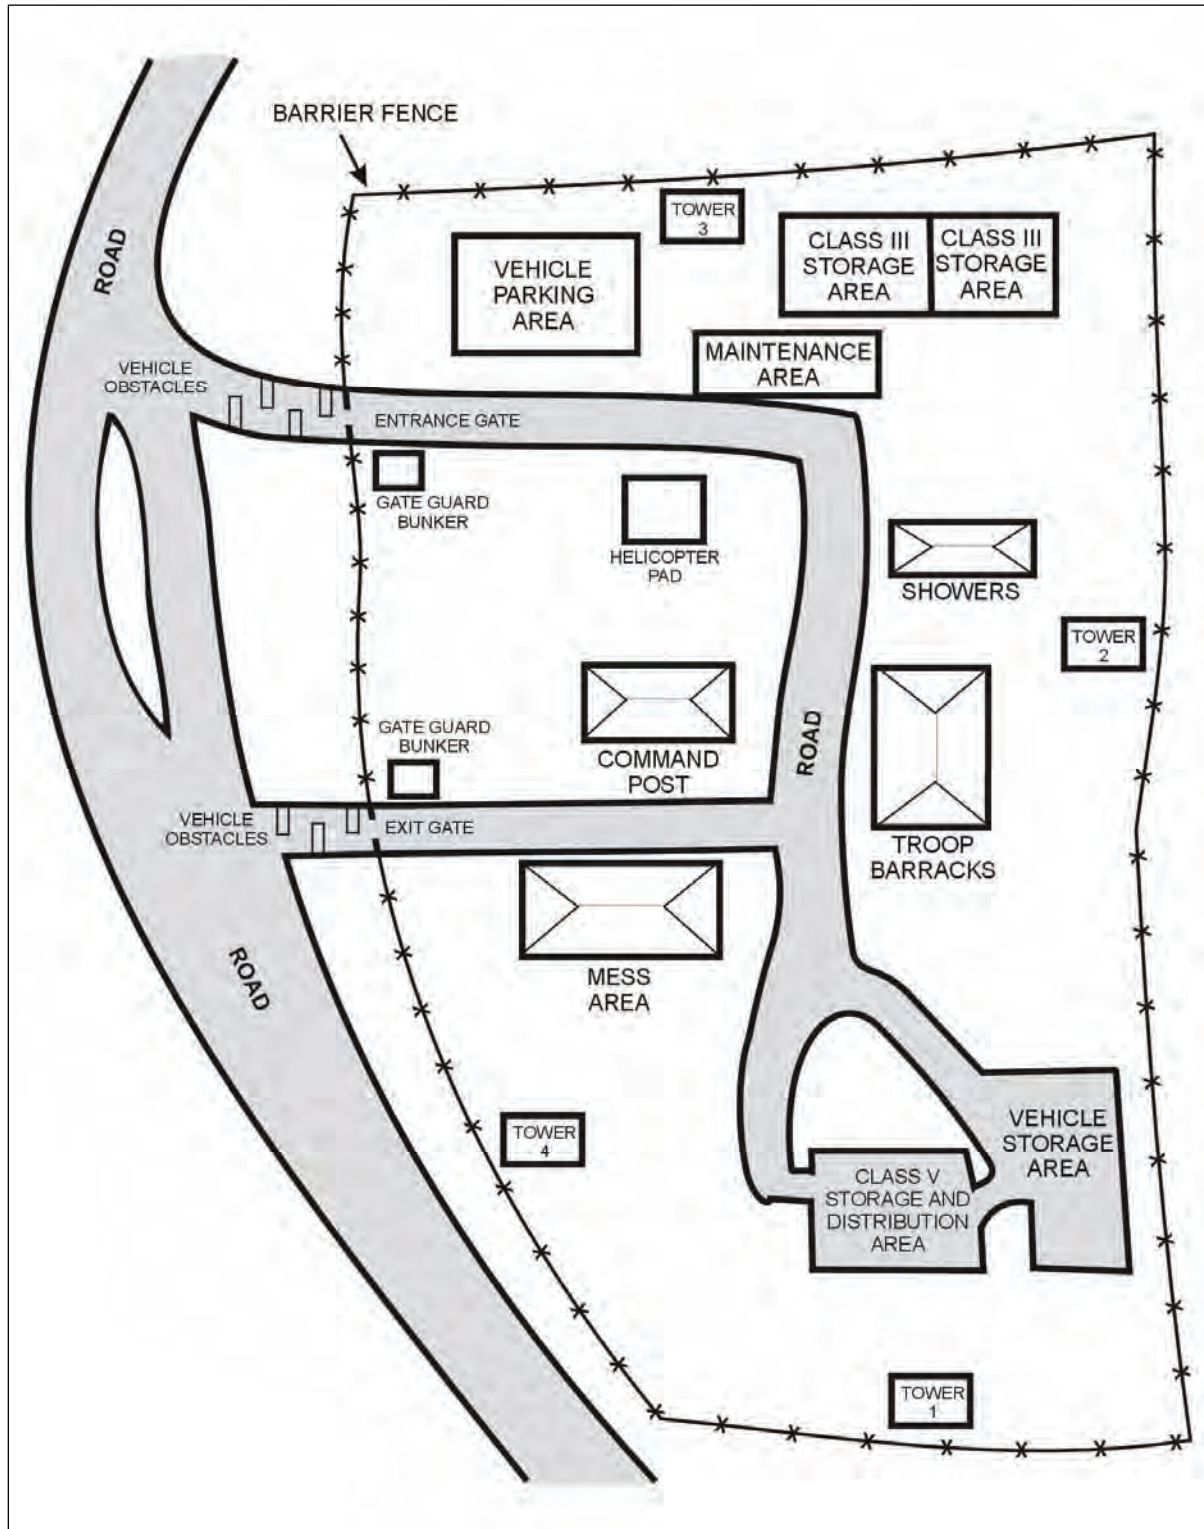 BARRIER FENCE
ROAD
TOWER
3
CLASS III
STORAGE
AREA
CLASS III
STORAGE
AREA
VEHICLE
PARKING
AREA
MAINTENANCE
AREA
VEHICLE
OBSTACLES
ENTRANCE GATE
GATE GUARD
BUNKER
HELICOPTER
PAD
SHOWERS
TOWER
2
GATE GUARD
BUNKER
COMMAND
POST
ROAD
VEHICLE
OBSTACLES
EXIT GATE
TROOP
BARRACKS
ROAD
MESS
AREA
TOWER
4
VEHICLE
STORAGE
AREA
CLASS V
STORAGE AND
DISTRIBUTION
AREA
TOWER
1